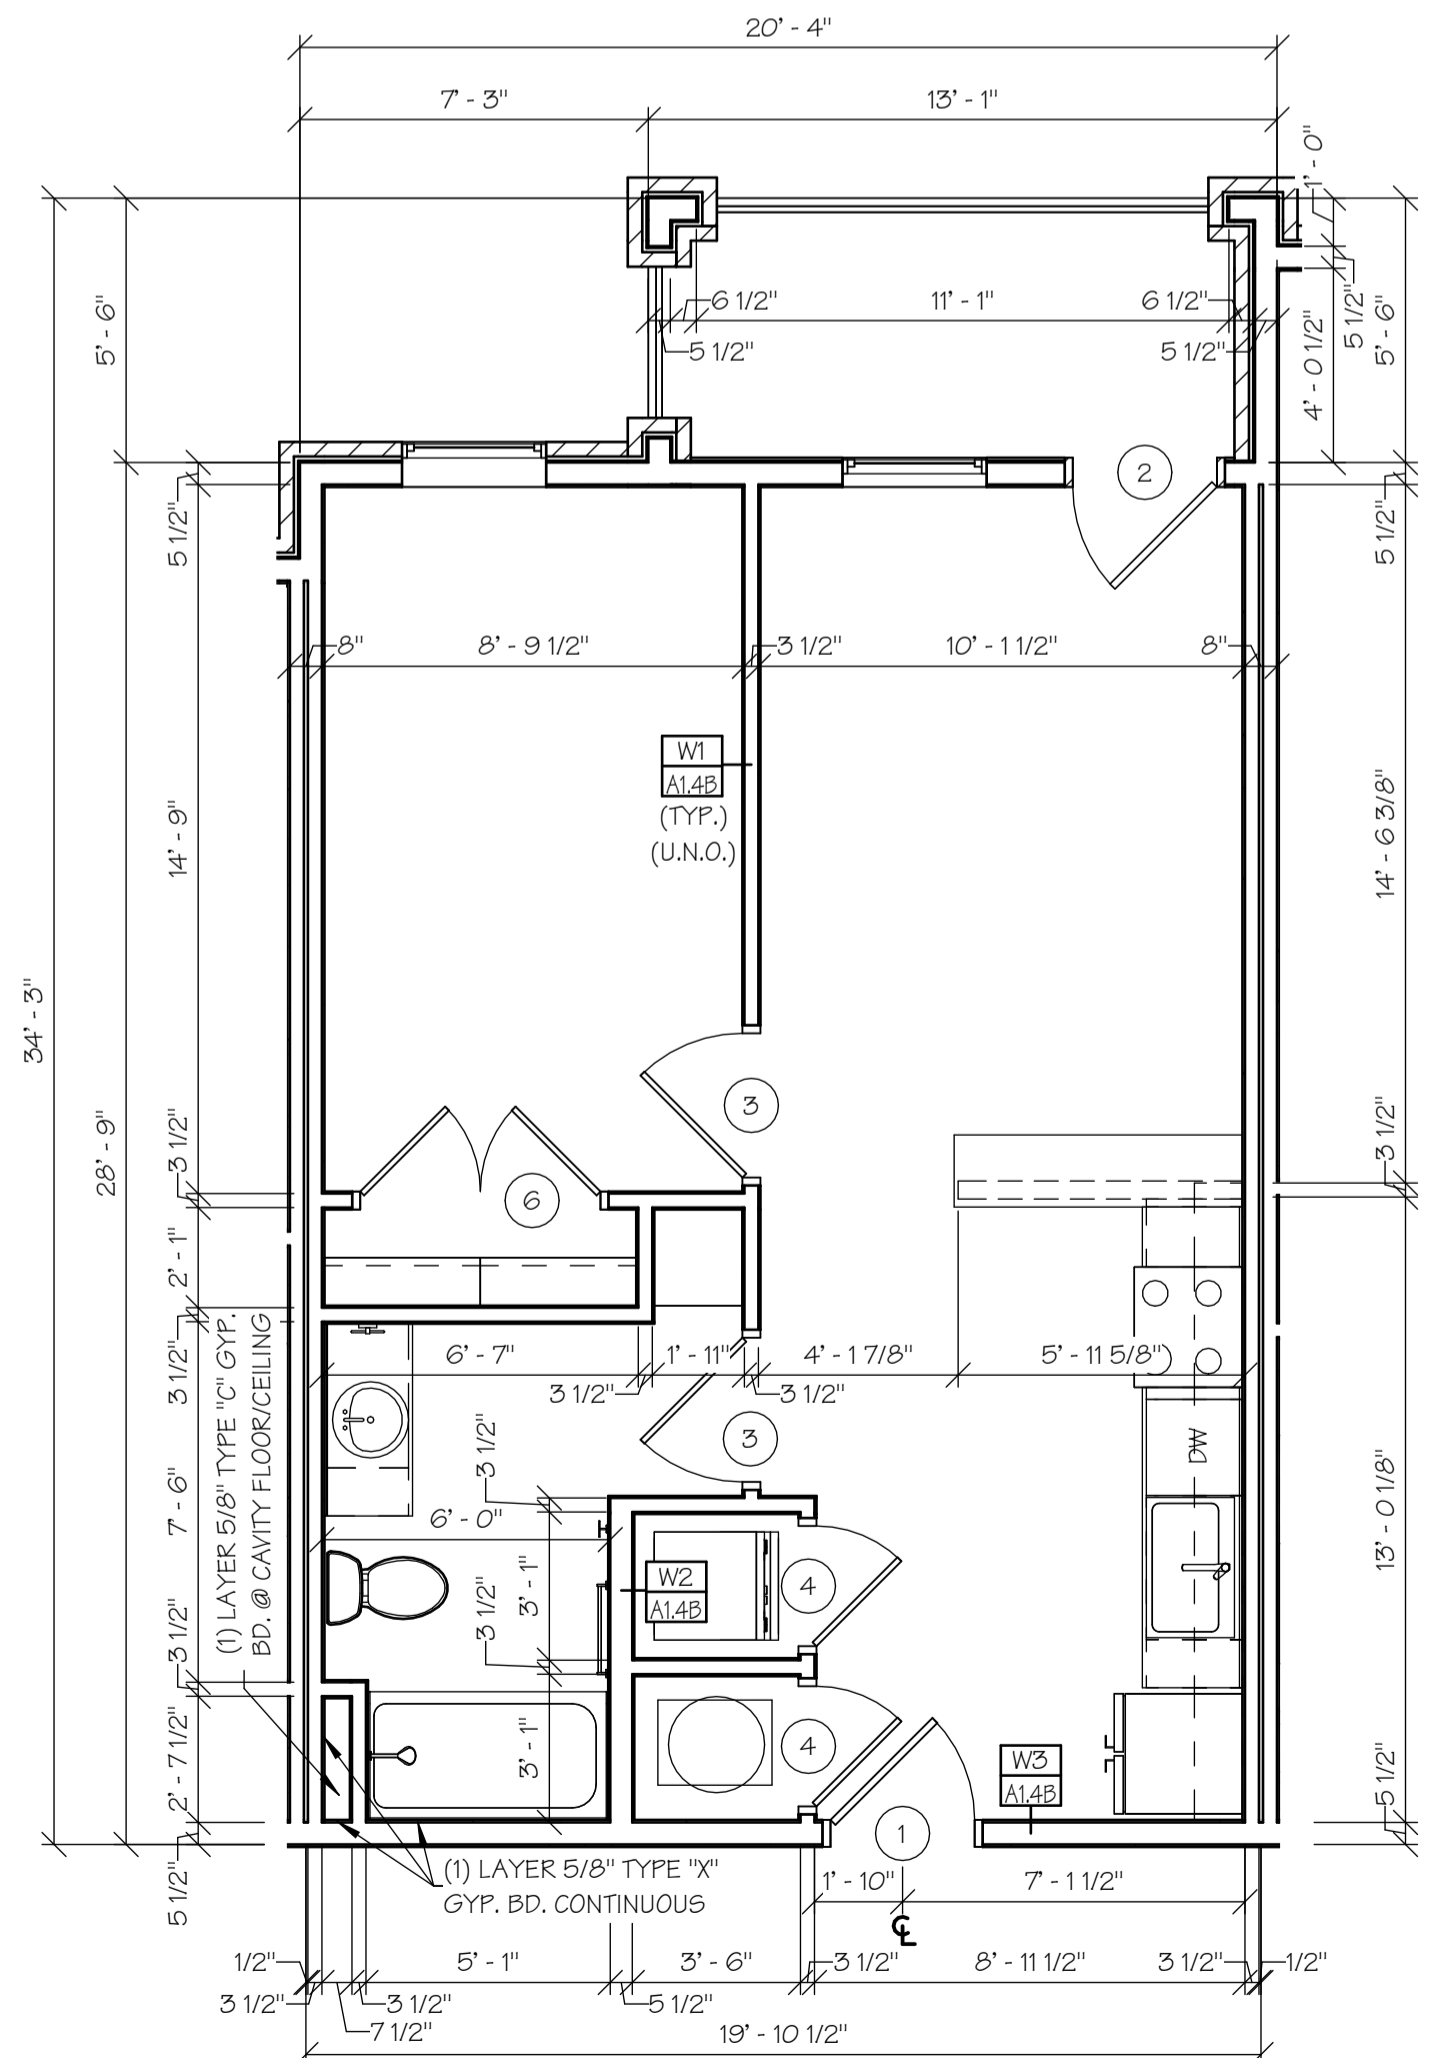 20' - 4"
7' - 3"
13' - 1"
1' - 0"
5' - 6"
6 1/2"
11' - 1"
6 1/2"
5 1/2"
5 1/2"
4' - 0 1/2"
5 1/2"
5' - 6"
2
5 1/2"
5 1/2"
8"
8' - 9 1/2"
3 1/2"
10' - 1 1/2"
8"
W1
A1.4B
(TYP.)
(U.N.O.)
14' - 9"
14' - 6 3/8"
34' - 3"
28' - 9"
3
3 1/2"
3 1/2"
6
2' - 1"
3 1/2"
(1) LAYER 5/8" TYPE "C" GYP.
BD. @ CAVITY FLOOR/CEILING
6' - 7"
1' - 11"
4' - 1 7/8"
5' - 11 5/8"
3 1/2"
3 1/2"
3
DW
3 1/2"
7' - 6"
6' - 0"
13' - 0 1/8"
3' - 1"
W2
A1.4B
4
3 1/2"
3 1/2"
2' - 7 1/2"
3' - 1"
4
W3
A1.4B
5 1/2"
1
5 1/2"
(1) LAYER 5/8" TYPE "X"
GYP. BD. CONTINUOUS
1' - 10"
7' - 1 1/2"
CL
1/2"
5' - 1"
3' - 6"
3 1/2"
8' - 11 1/2"
3 1/2"
1/2"
3 1/2"
3 1/2"
5 1/2"
7 1/2"
19' - 10 1/2"